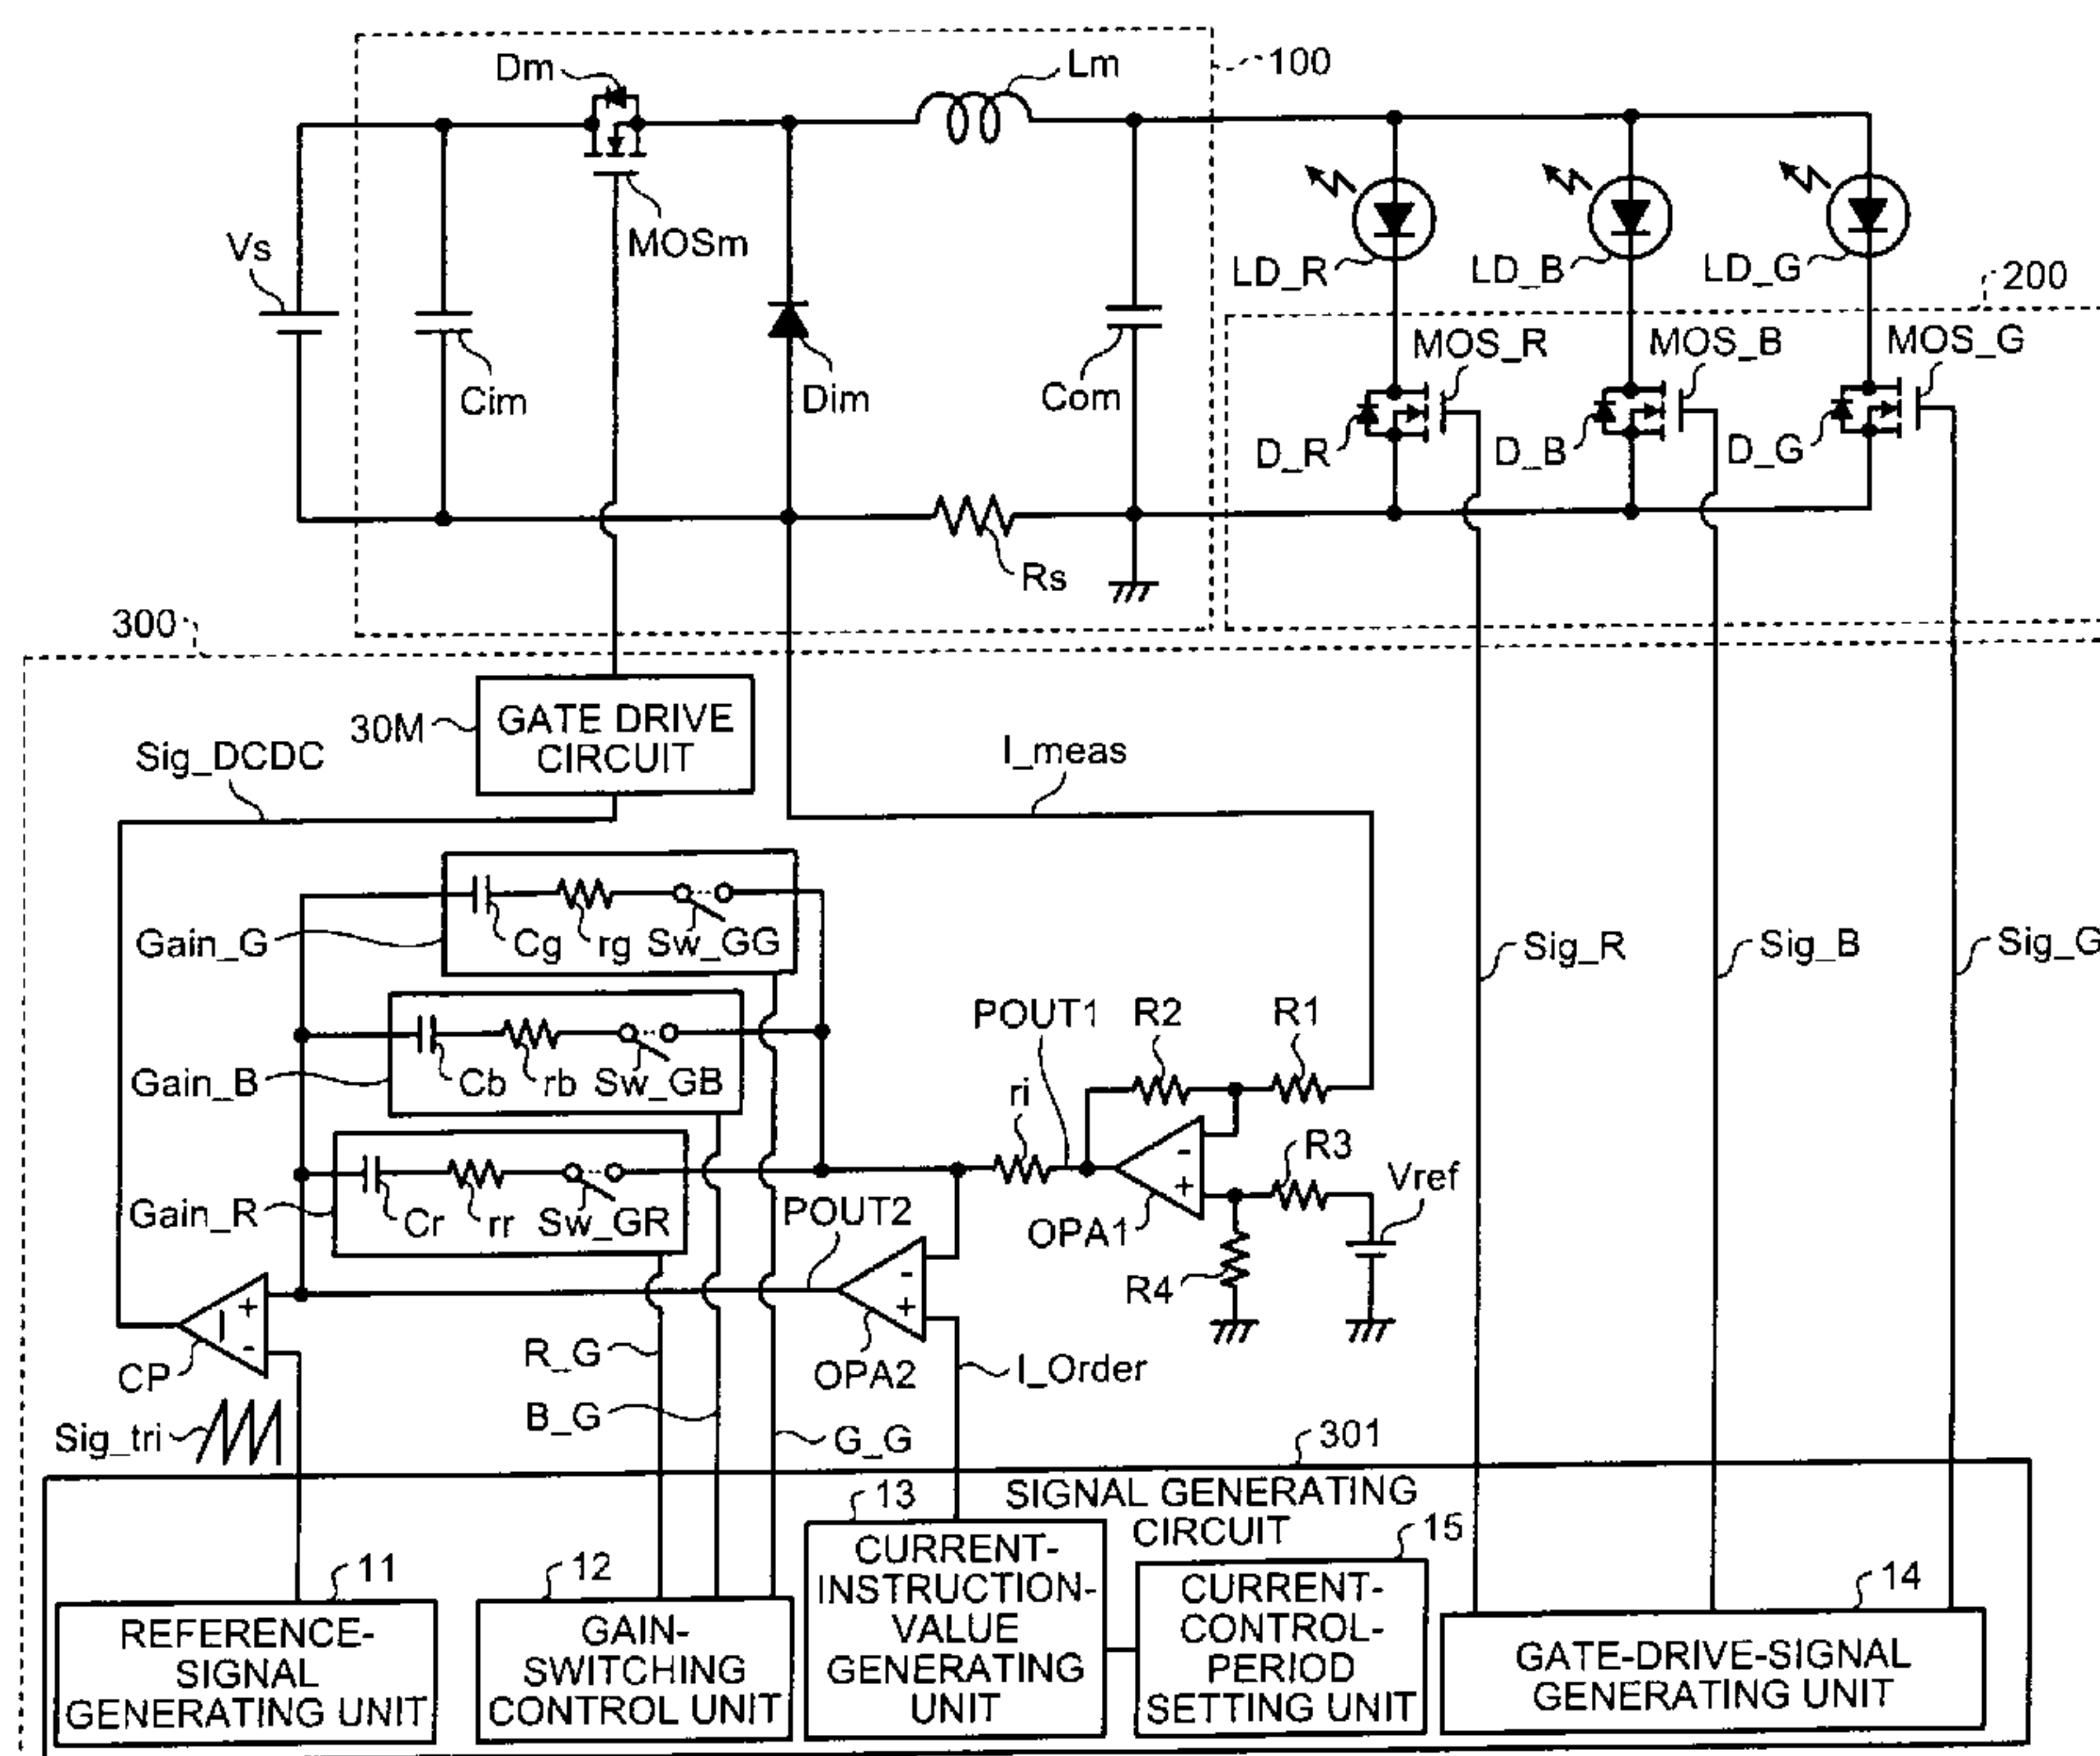 Dm
Lm
100
Vs
MOSm
LD_R
LD_B
LD_G
200
Cim
Dim
Com
MOS_R
MOS_B
MOS_G
D_R
D_B
D_G
Rs
300
30M
GATE DRIVE
CIRCUIT
Sig_DCDC
I_meas
Gain_G
Cg
rg
Sw_GG
Sig_R
Sig_B
Sig_G
Gain_B
Cb
rb
Sw_GB
POUT1
R2
R1
ri
R3
Vref
Gain_R
Cr
rr
Sw_GR
POUT2
-
+
OPA1
R4
+
-
CP
-
+
OPA2
R_G
I_Order
B_G
Sig_tri
G_G
301
SIGNAL GENERATING
CIRCUIT
11
REFERENCE-
SIGNAL
GENERATING UNIT
12
GAIN-
SWITCHING
CONTROL UNIT
13
CURRENT-
INSTRUCTION-
VALUE
GENERATING
UNIT
15
CURRENT-
CONTROL-
PERIOD
SETTING UNIT
14
GATE-DRIVE-SIGNAL
GENERATING UNIT